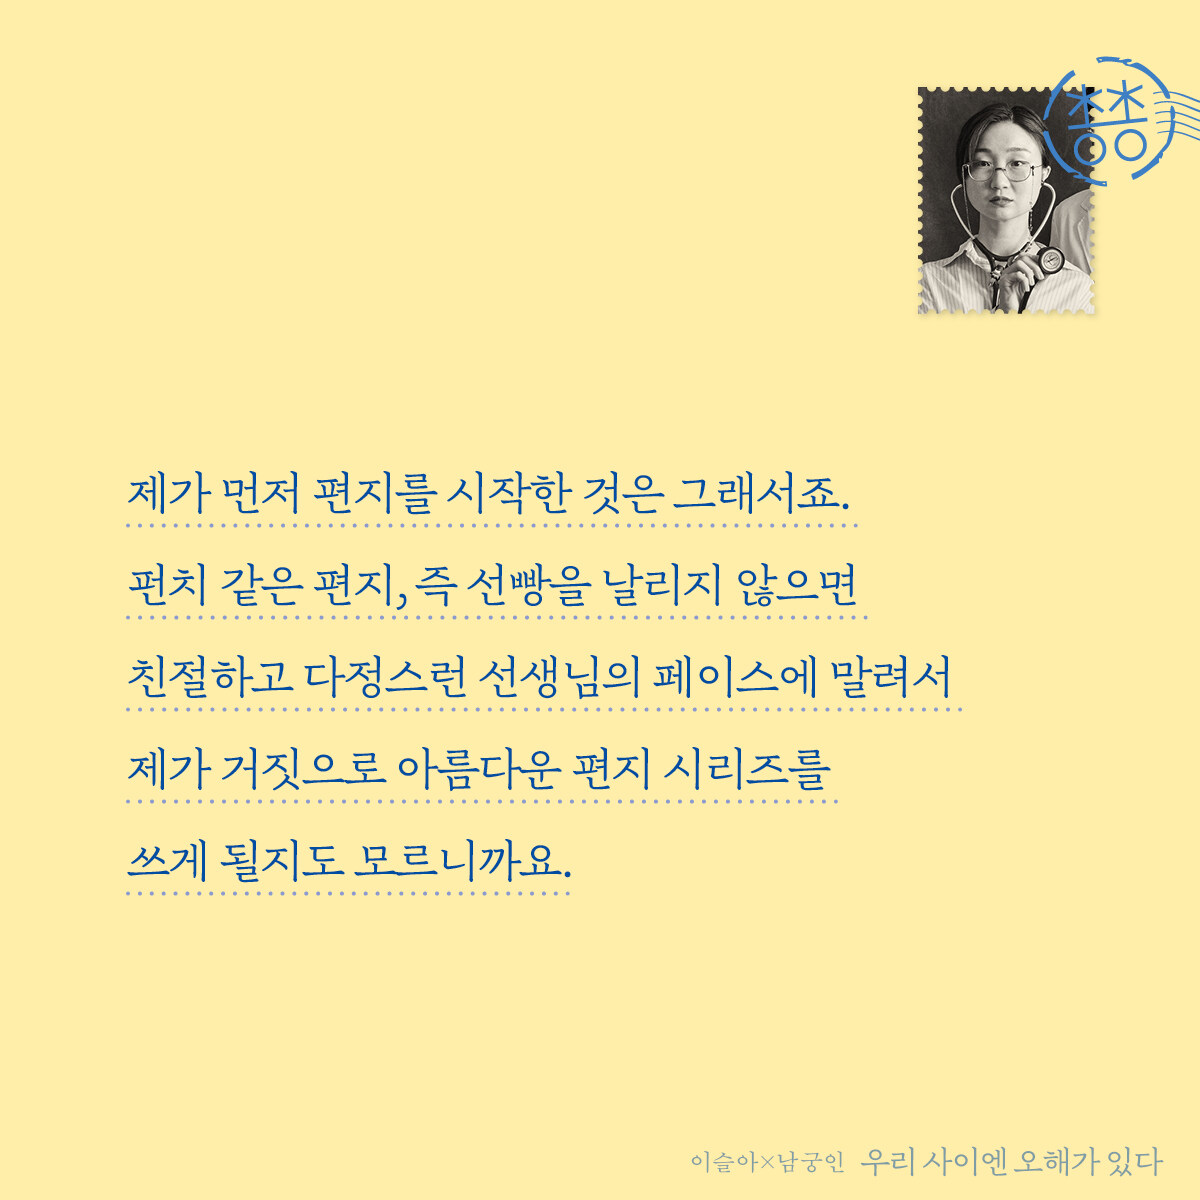 총총
제가 먼저 편지를 시작한 것은 그래서죠.
펀치 같은 편지, 즉 선빵을 날리지 않으면
친절하고 다정스런 선생님의 페이스에 말려서
제가 거짓으로 아름다운 편지 시리즈를
쓰게 될지도 모르니까요.
이슬아×남궁인 우리 사이엔 오해가 있다